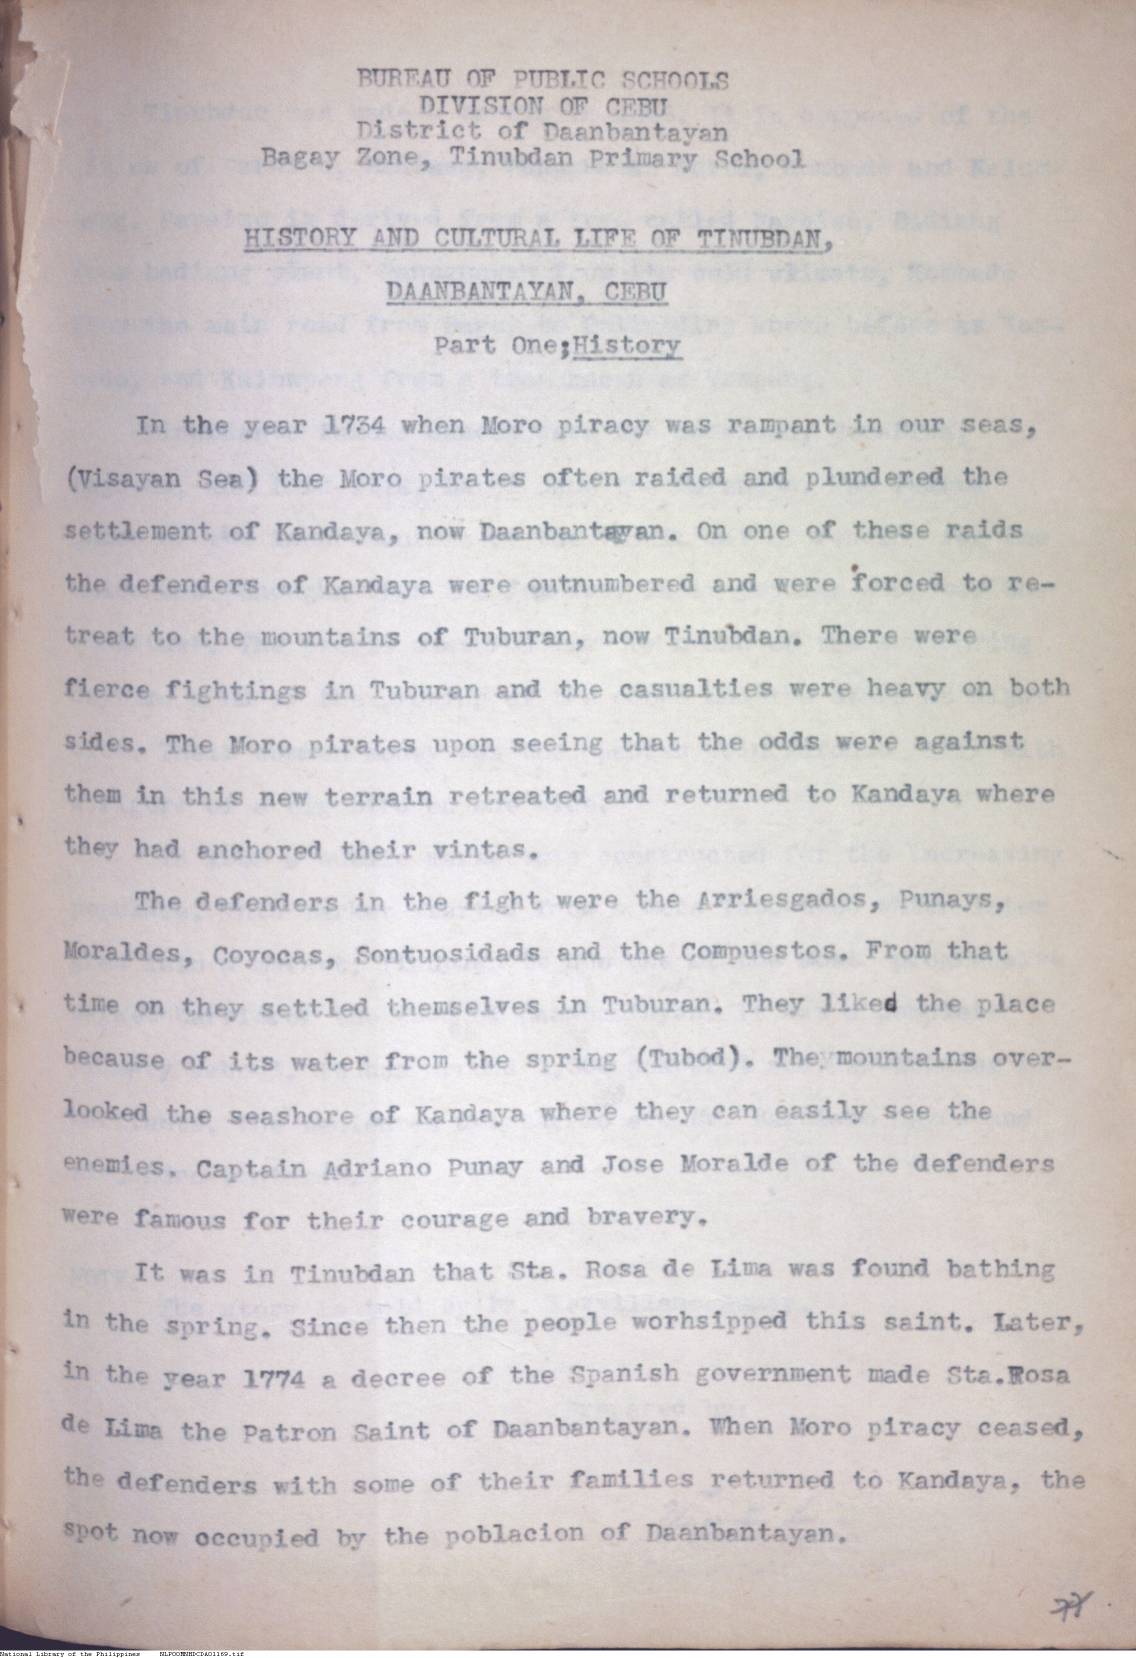 BUREAU OF PUBLIC SCHOOLS
DIVISION OF CEBU
District of Daanbantayan
Bagay Zone, Tinubdan Primary School
HISTORY AND CULTURAL LIFE OF TINUBDAN,
DAANBANTAYAN, CEBU
Part One;History
In the year 1734 when Moro piracy was rampant in our seas,
(Visayan Sea) the Moro pirates often raided and plundered the
settlement of Kandaya, now Daanbantayan. On one of these raids
the defenders of Kandaya were outnumbered and were forced to re-
treat to the mountains of Tuburan, now Tinubdan. There were
fierce fightings in Tuburan and the casualties were heavy on both
sides. The Moro pirates upon seeing that the odds were against
them in this new terrain retreated and returned to Kandaya where
they had anchored their vintas.
The defenders in the fight were the Arriesgados, Punays,
Moraldes, Coyocas, Sontuosidads and the Compuestos. From that
time on they settled themselves in Tuburan. They liked the place
because of its water from the spring (Tubod). The mountains over-
looked the seashore of Kandaya where they can easily see the
enemies. Captain Adriano Punay and Jose Moralde of the defenders
were famous for their courage and bravery.
It was in Tinubdan that Sta. Rosa de Lima was found bathing
in the spring. Since then the people worhsipped this saint. Later,
in the year 1774 a decree of the Spanish government made Sta.Rosa
de Lima the Patron Saint of Daanbantayan. When Moro piracy ceased,
the defenders with some of their families returned to Kandaya, the
spot now occupied by the poblacion of Daanbantayan.
National Library of the Philippines